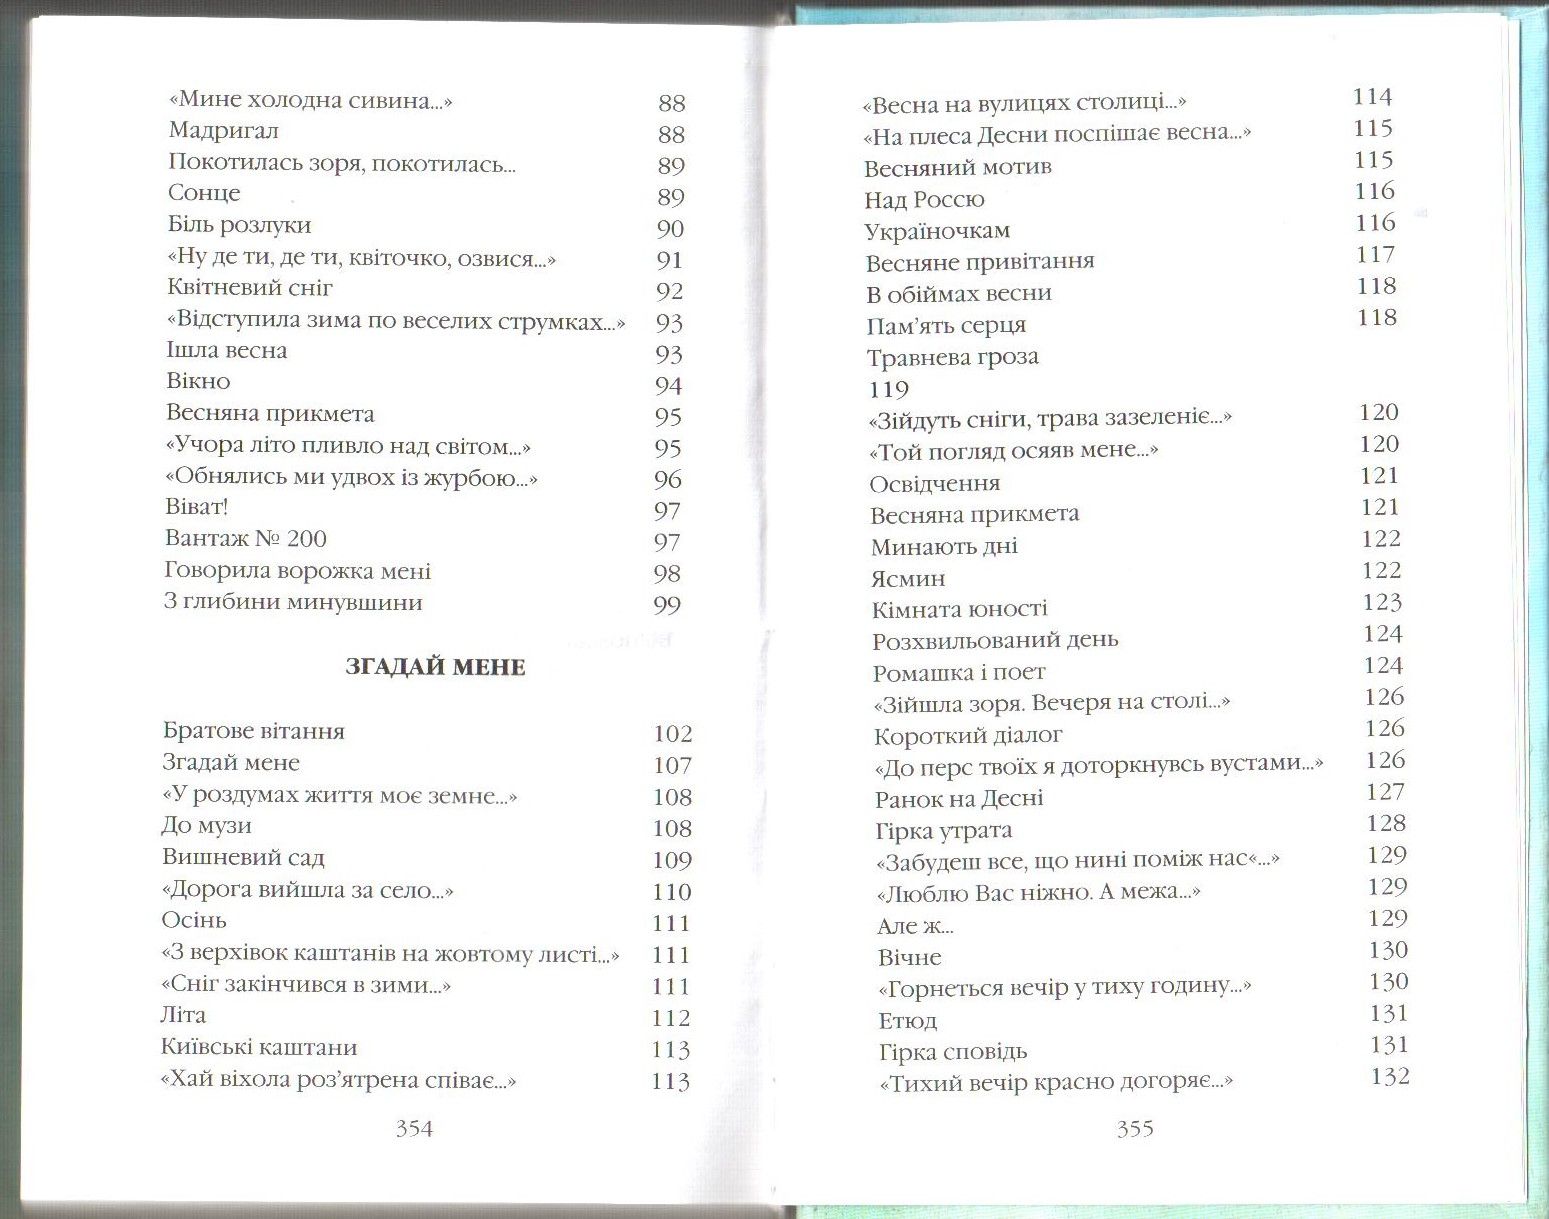 «Мине холодна сивина...» 88
Мадригал 88
Покотилась зоря, покотилась... 89
Сонце 89
Біль розлуки 90
«Ну де ти, де ти, квіточко, озвися...» 91
Квітневий сніг 92
«Відступила зима по веселих струмках...» 93
Ішла весна 93
Вікно 94
Весняна прикмета 95
«Учора літо пливло над світом...» 95
«Обнялись ми удвох із журбою...» 96
Віват! 97
Вантаж № 200 97
Говорила ворожка мені 98
З глибини минувшини 99
ЗГАДАЙ МЕНЕ
Братове вітання 102
Згадай мене 107
«У роздумах життя моє земне...» 108
До музи 108
Вишневий сад 109
«Дорога вийшла за село...» 110
Осінь 111
«З верхівок каштанів на жовтому листі...» 111
«Сніг закінчився в зими...» 111
Літа 112
Київські каштани 113
«Хай віхола роз’ятрена співає...» 113
354
«Весна на вулицях столиці...» 114
«На плеса Десни поспішає весна...» 115
Весняний мотив 115
Над Россю 116
Україночкам 116
Весняне привітання 117
В обіймах весни 118
Пам’ять серця 118
Травнева гроза
119
«Зійдуть сніги, трава зазеленіє...» 120
«Той погляд осяяв мене...» 120
Освідчення 121
Весняна прикмета 121
Минають дні 122
Ясмин 122
Кімната юності 123
Розхвильований день 124
Ромашка і поет 124
«Зійшла зоря. Вечеря на столі...» 126
Короткий діалог 126
«До перс твоїх я доторкнувсь вустами...» 126
Ранок на Десні 127
Гірка утрата 128
«Забудеш все, що нині поміж нас«...» 129
«Люблю Вас ніжно. А межа...» 129
Але ж... 129
Вічне 130
«Горнеться вечір у тиху годину...» 130
Етюд 131
Гірка сповідь 131
«Тихий вечір красно догоряє...» 132
355